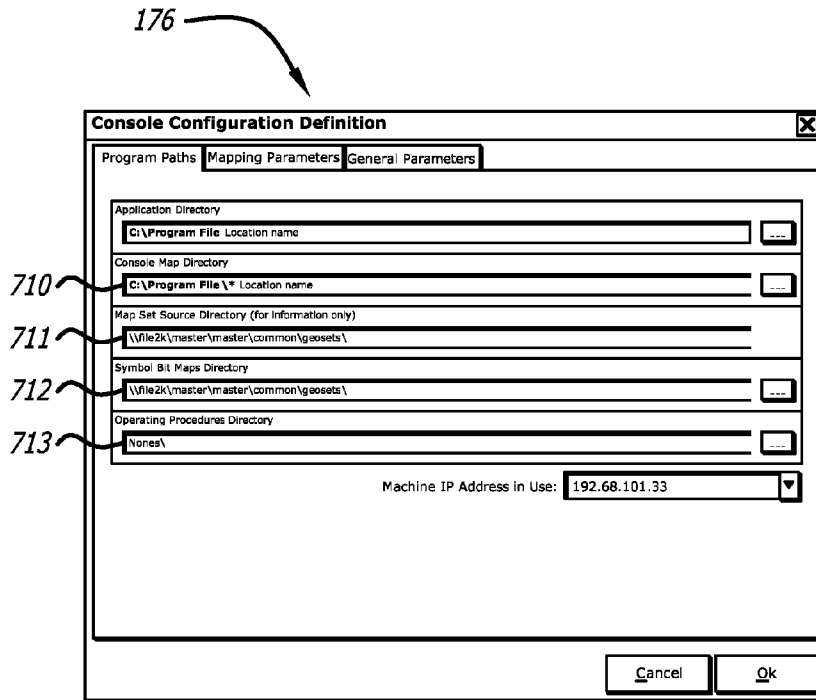 176
Console Configuration Definition
Program Paths Mapping Parameters General Parameters
Application Directory
C:\Program File Location name
...
Console Map Directory
710
C:\Program File\* Location name
...
Map Set Source Directory (for information only)
711
\\file2k\master\master\common\geosets\
Symbol Bit Maps Directory
712
\\file2k\master\master\common\geosets\
...
Operating Procedures Directory
713
Nones\
...
Machine IP Address in Use: 192.68.101.33
Cancel Ok